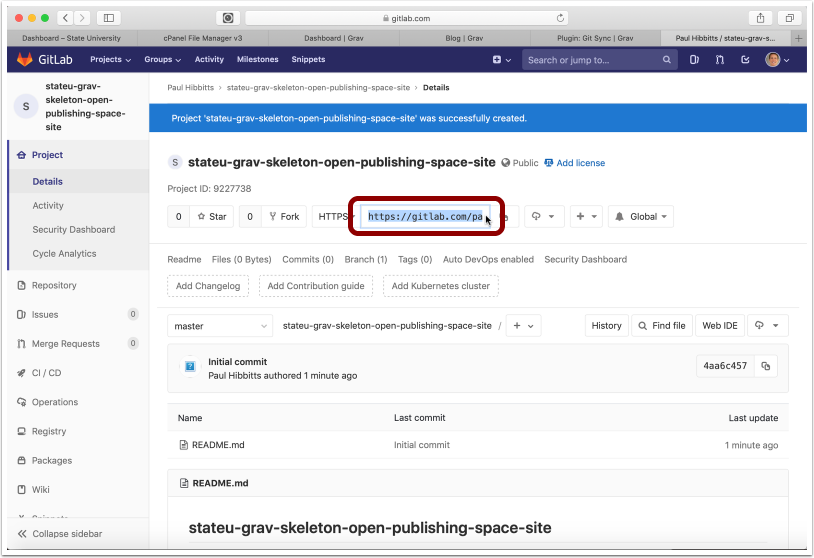 gitlab.com
Dashboard – State University
cPanel File Manager v3
Dashboard | Grav
Blog | Grav
Plugin: Git Sync | Grav
Paul Hibbitts / stateu-grav-s...
GitLab
Projects
Groups
Activity
Milestones
Snippets
Search or jump to...
S
stateu-grav-
skeleton-open-
publishing-space-
site
Project
Details
Activity
Security Dashboard
Cycle Analytics
Repository
Issues 0
Merge Requests 0
CI / CD
Operations
Registry
Packages
Wiki
Collapse sidebar
Paul Hibbitts > stateu-grav-skeleton-open-publishing-space-site > Details
Project 'stateu-grav-skeleton-open-publishing-space-site' was successfully created.
S stateu-grav-skeleton-open-publishing-space-site Public Add license
Project ID: 9227738
0 Star 0 Fork HTTPS https://gitlab.com/pa Global
Readme Files (0 Bytes) Commits (0) Branch (1) Tags (0) Auto DevOps enabled Security Dashboard
Add Changelog Add Contribution guide Add Kubernetes cluster
master stateu-grav-skeleton-open-publishing-space-site / + History Find file Web IDE
Initial commit
Paul Hibbitts authored 1 minute ago
4aa6c457
Name Last commit Last update
README.md Initial commit 1 minute ago
README.md
stateu-grav-skeleton-open-publishing-space-site